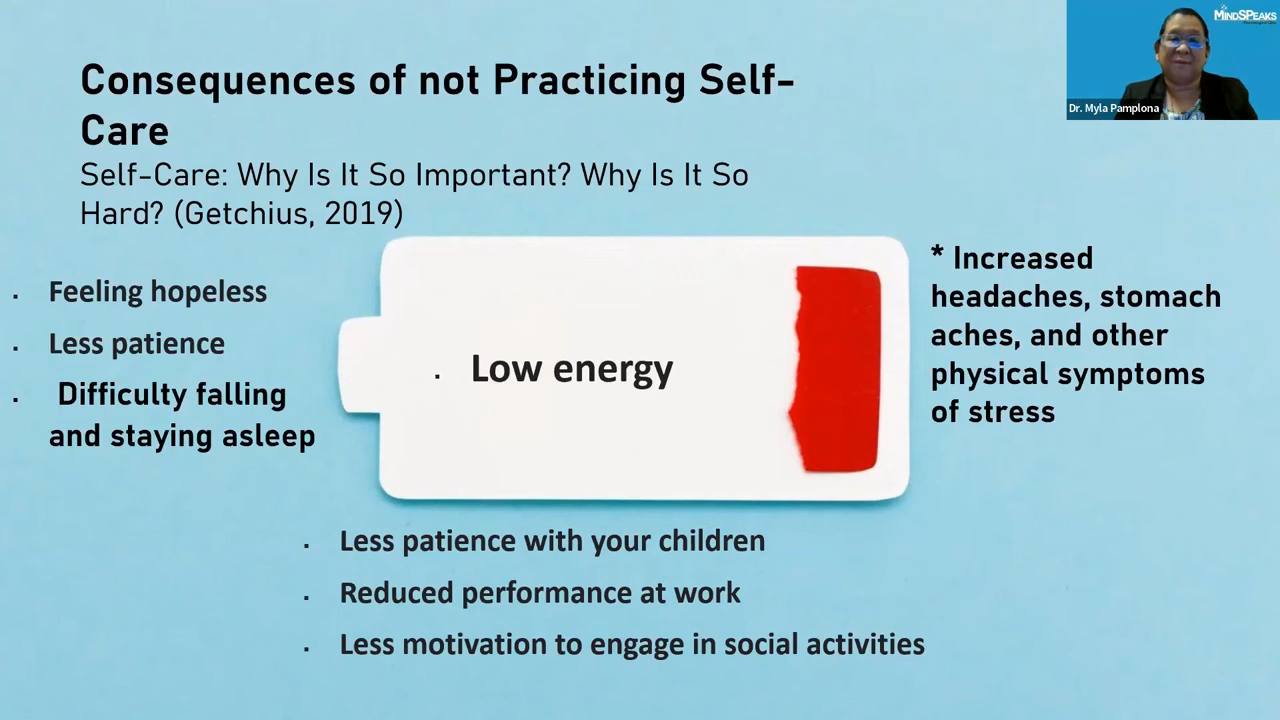 Consequences of not Practicing Self-
Care
Self-Care: Why Is It So Important? Why Is It So
Hard? (Getchius, 2019)
▪ Feeling hopeless
▪ Less patience
▪ Difficulty falling
and staying asleep
▪ Low energy
* Increased
headaches, stomach
aches, and other
physical symptoms
of stress
▪ Less patience with your children
▪ Reduced performance at work
▪ Less motivation to engage in social activities
MINDSPEAKS
Dr. Myla Pamplona